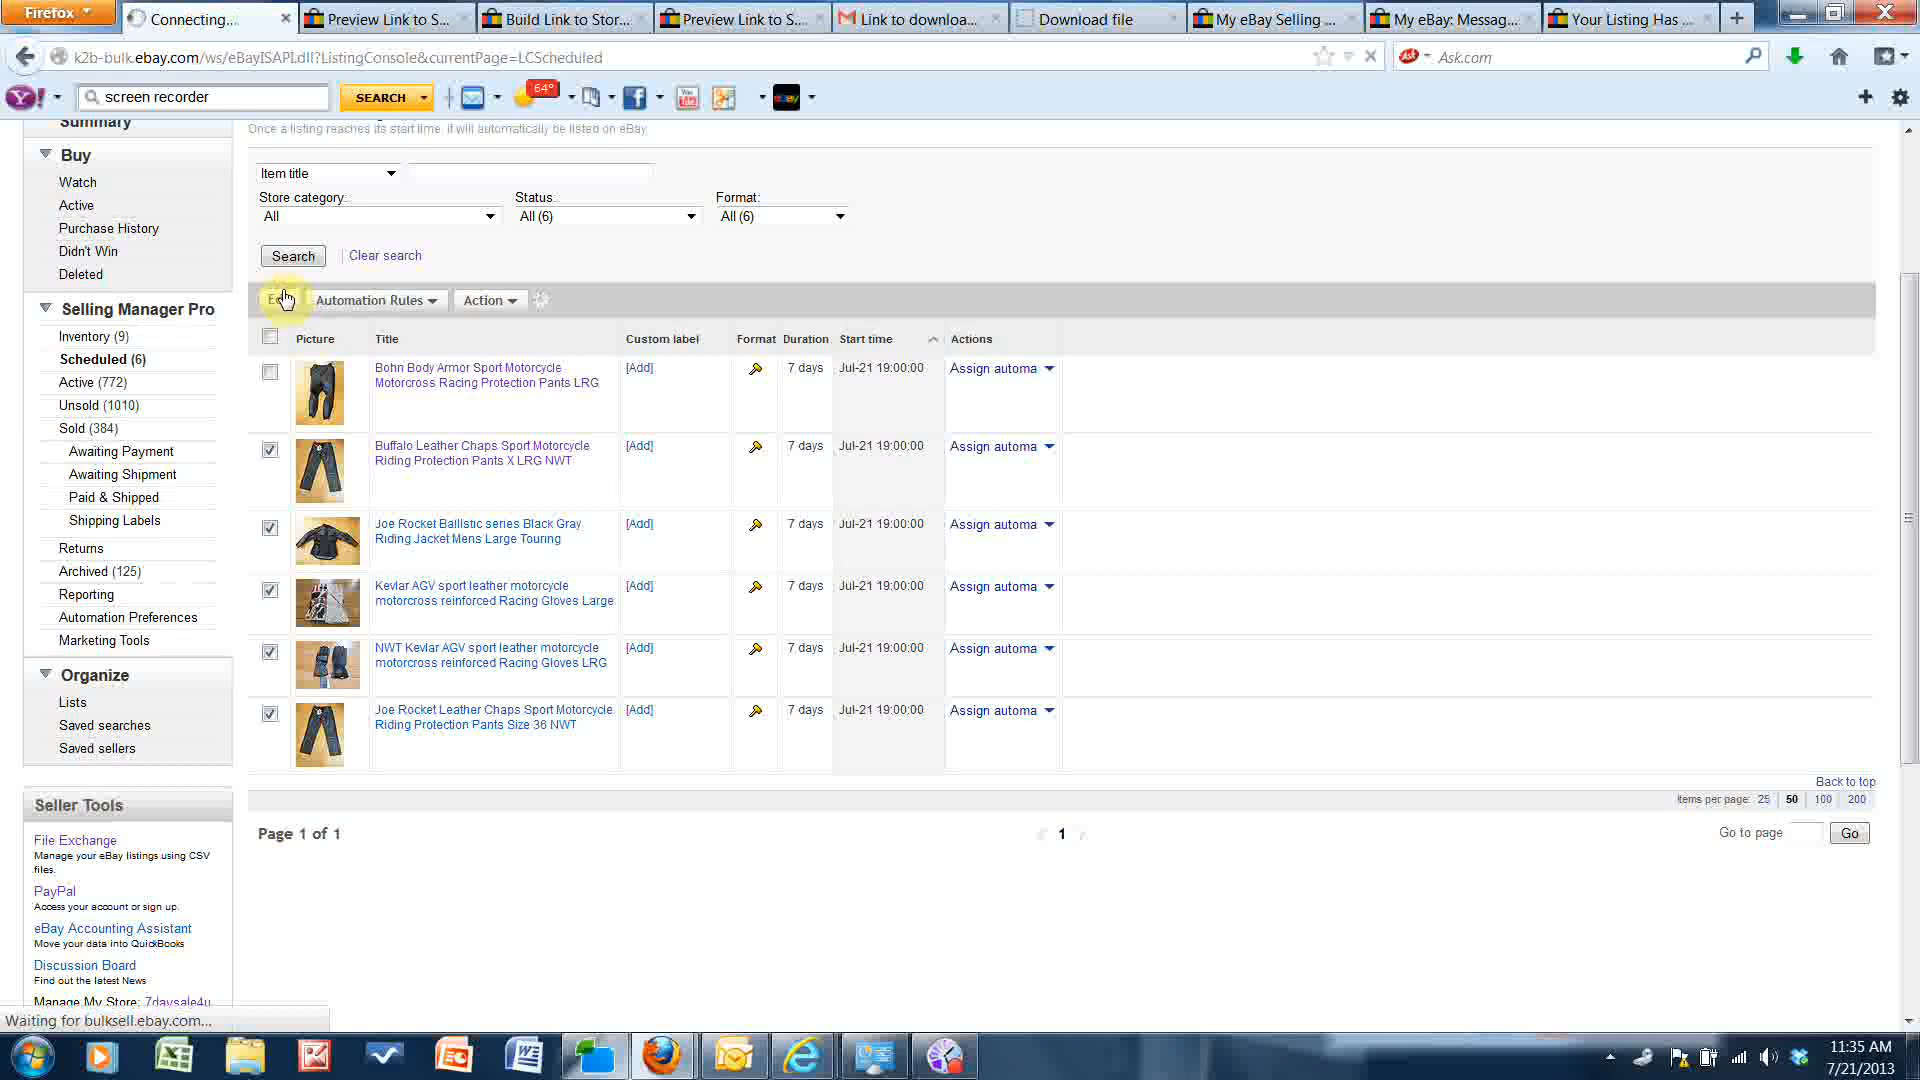 Firefox
Connecting...
Preview Link to S...
Build Link to Stor...
Preview Link to S...
Link to downloa...
Download file
My eBay Selling ...
My eBay: Messag...
Your Listing Has ...
k2b-bulk.ebay.com/ws/eBayISAPI.dll?ListingConsole&currentPage=LCScheduled
Ask.com
screen recorder
SEARCH
64°
Summary
Once a listing reaches its start time, it will automatically be listed on eBay.
Buy
Watch
Active
Purchase History
Didn't Win
Deleted
Selling Manager Pro
Inventory (9)
Scheduled (6)
Active (772)
Unsold (1010)
Sold (384)
Awaiting Payment
Awaiting Shipment
Paid & Shipped
Shipping Labels
Returns
Archived (125)
Reporting
Automation Preferences
Marketing Tools
Organize
Lists
Saved searches
Saved sellers
Seller Tools
File Exchange
Manage your eBay listings using CSV
files.
PayPal
Access your account or sign up.
eBay Accounting Assistant
Move your data into QuickBooks
Discussion Board
Find out the latest News
Manage My Store: 7daysale4u
Item title
Store category: Status: Format:
All All (6) All (6)
Search Clear search
Automation Rules Action
Picture Title Custom label Format Duration Start time Actions
Bohn Body Armor Sport Motorcycle
Motorcross Racing Protection Pants LRG
[Add] 7 days Jul-21 19:00:00 Assign automa
Buffalo Leather Chaps Sport Motorcycle
Riding Protection Pants X LRG NWT
[Add] 7 days Jul-21 19:00:00 Assign automa
Joe Rocket Ballistic series Black Gray
Riding Jacket Mens Large Touring
[Add] 7 days Jul-21 19:00:00 Assign automa
Kevlar AGV sport leather motorcycle
motorcross reinforced Racing Gloves Large
[Add] 7 days Jul-21 19:00:00 Assign automa
NWT Kevlar AGV sport leather motorcycle
motorcross reinforced Racing Gloves LRG
[Add] 7 days Jul-21 19:00:00 Assign automa
Joe Rocket Leather Chaps Sport Motorcycle
Riding Protection Pants Size 36 NWT
[Add] 7 days Jul-21 19:00:00 Assign automa
Back to top
Items per page: 25 50 100 200
Page 1 of 1
1
Go to page Go
Waiting for bulksell.ebay.com...
11:35 AM
7/21/2013